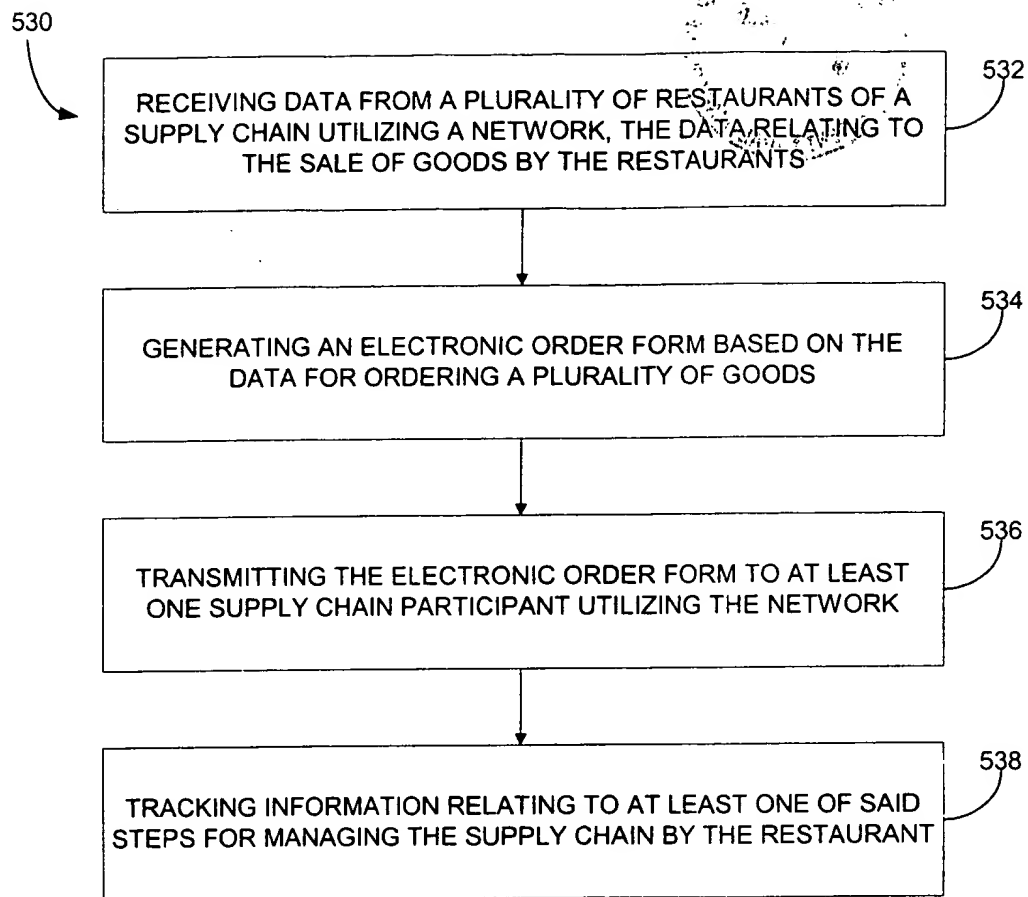 530
532
RECEIVING DATA FROM A PLURALITY OF RESTAURANTS OF A
SUPPLY CHAIN UTILIZING A NETWORK, THE DATA RELATING TO
THE SALE OF GOODS BY THE RESTAURANTS
534
GENERATING AN ELECTRONIC ORDER FORM BASED ON THE
DATA FOR ORDERING A PLURALITY OF GOODS
536
TRANSMITTING THE ELECTRONIC ORDER FORM TO AT LEAST
ONE SUPPLY CHAIN PARTICIPANT UTILIZING THE NETWORK
538
TRACKING INFORMATION RELATING TO AT LEAST ONE OF SAID
STEPS FOR MANAGING THE SUPPLY CHAIN BY THE RESTAURANT